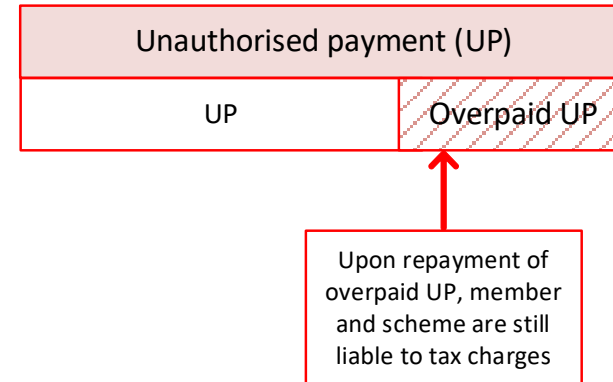 Unauthorised payment (UP)
UP
Overpaid UP
Upon repayment of
overpaid UP, member
and scheme are still
liable to tax charges